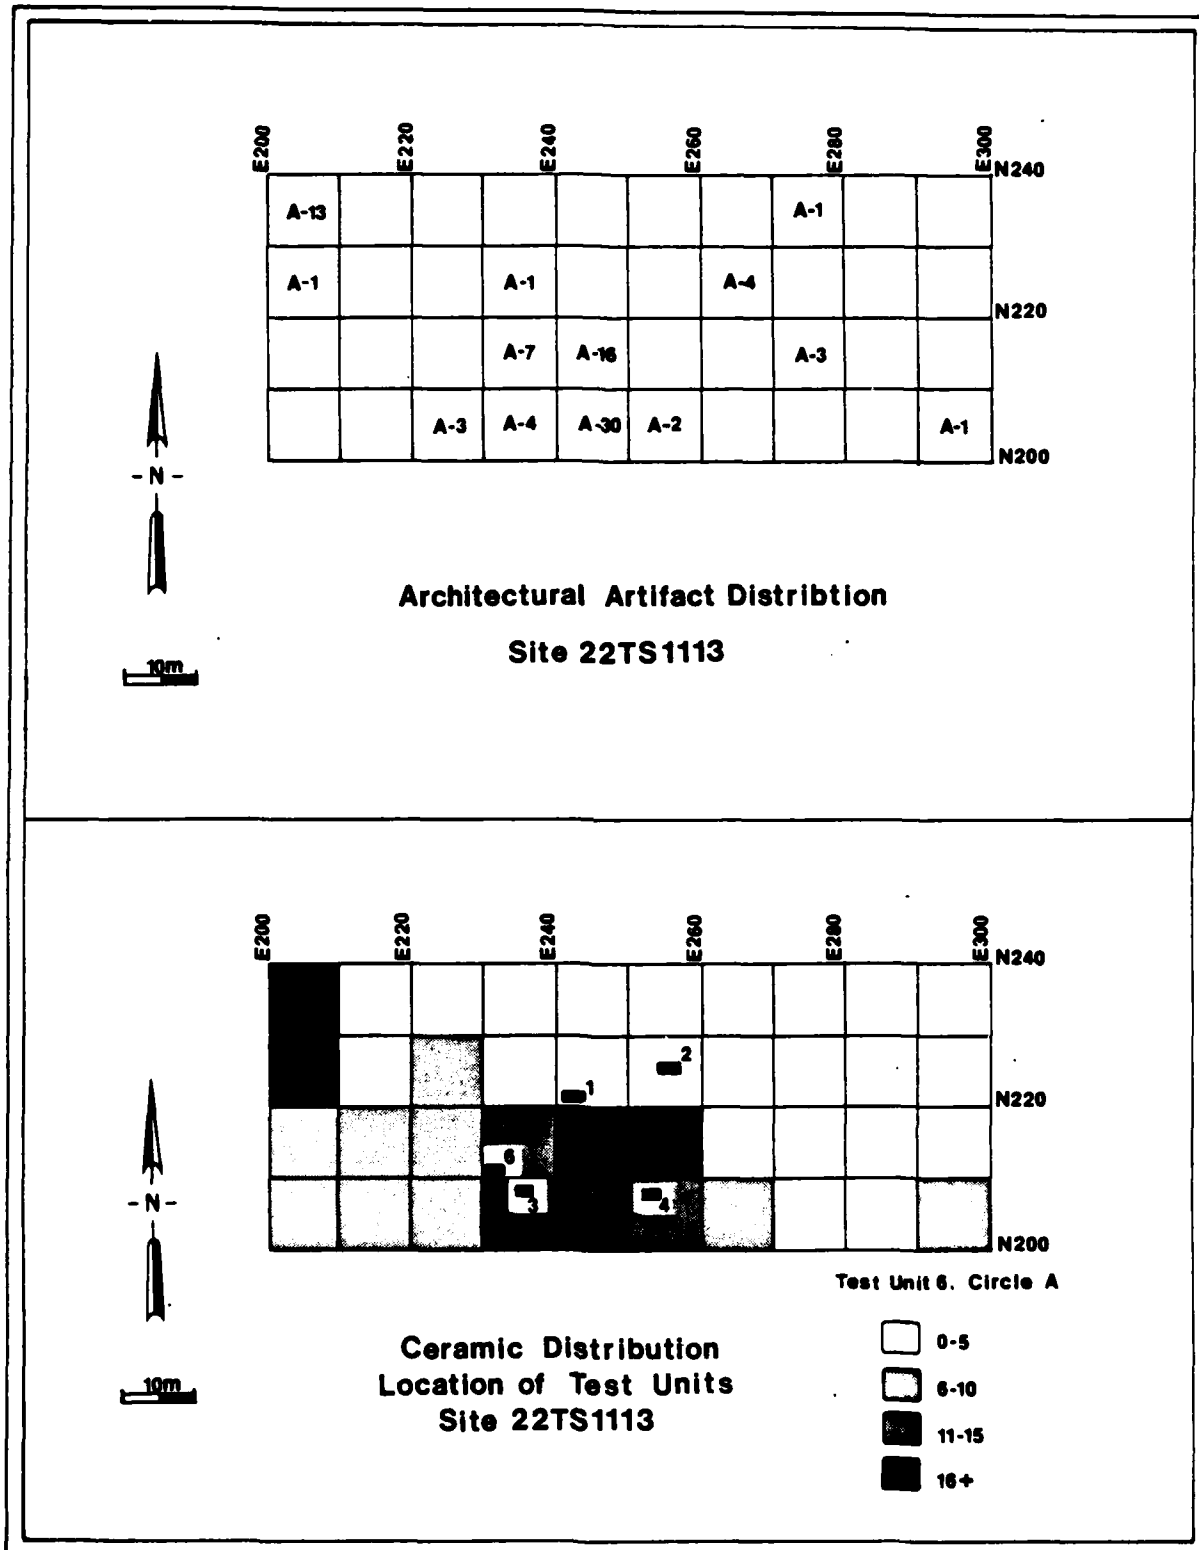 E200 E220 E240 E260 E280 E300
N240
A-13 A-1
A-1 A-1 A-4
N220
A-7 A-16 A-3
A-3 A-4 A-30 A-2 A-1
N200
-N-
Architectural Artifact Distribtion
Site 22TS1113
10m
E200 E220 E240 E260 E280 E300
N240
2
1
N220
6
3 4
-N-
N200
Test Unit 6. Circle A
0-5
Ceramic Distribution
Location of Test Units
Site 22TS1113
10m
6-10
11-15
16+